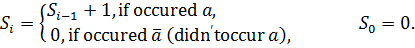 S_i = { S_{i-1} + 1, if occured a,
0, if occured ā (didn'toccur a), S_0 = 0.